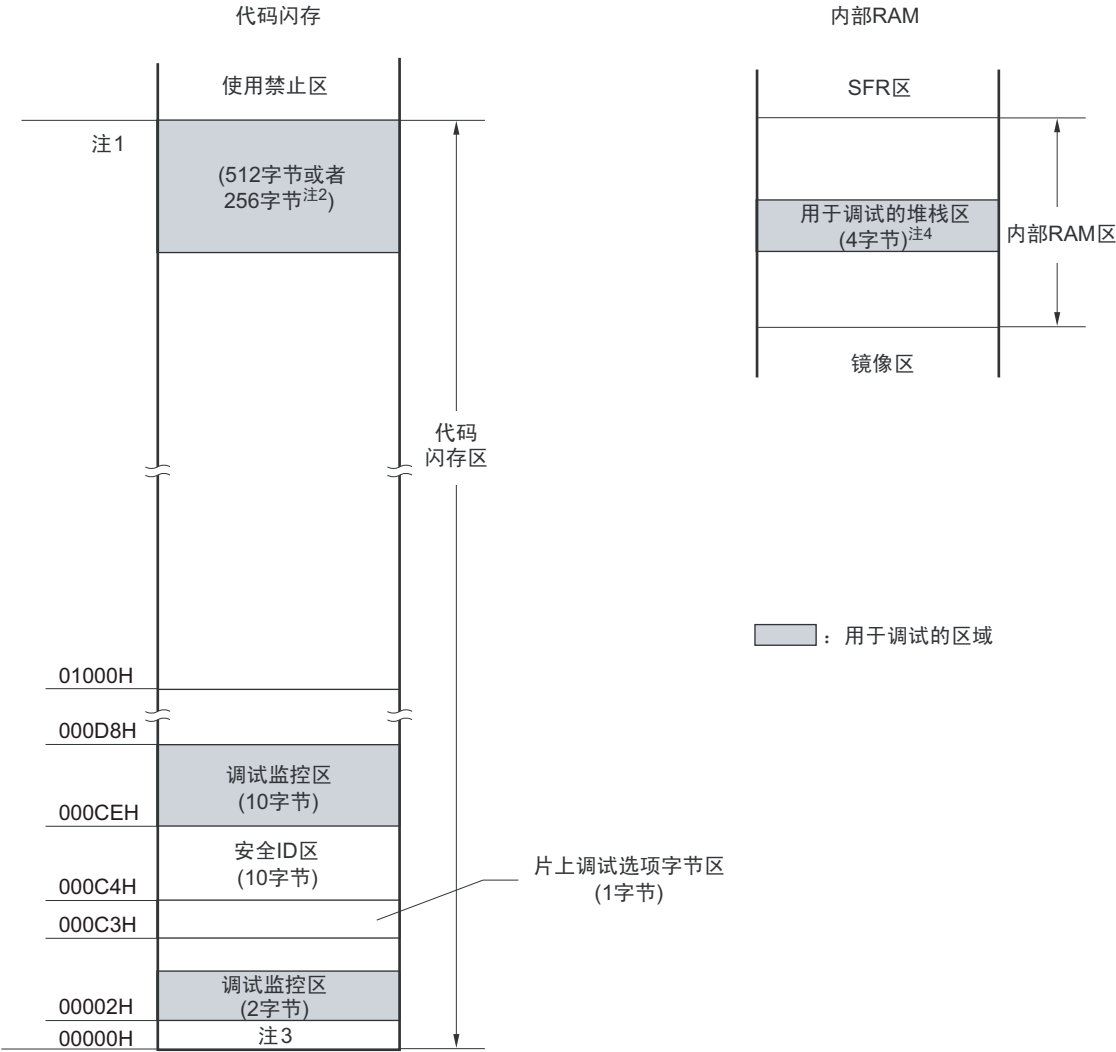 代码闪存
使用禁止区
注1
(512字节或者
256字节注2)
代码
闪存区
01000H
000D8H
调试监控区
(10字节)
000CEH
安全ID区
(10字节)
000C4H
000C3H
片上调试选项字节区
(1字节)
调试监控区
(2字节)
00002H
00000H
注3
内部RAM
SFR区
用于调试的堆栈区
(4字节)注4
内部RAM区
镜像区
：用于调试的区域